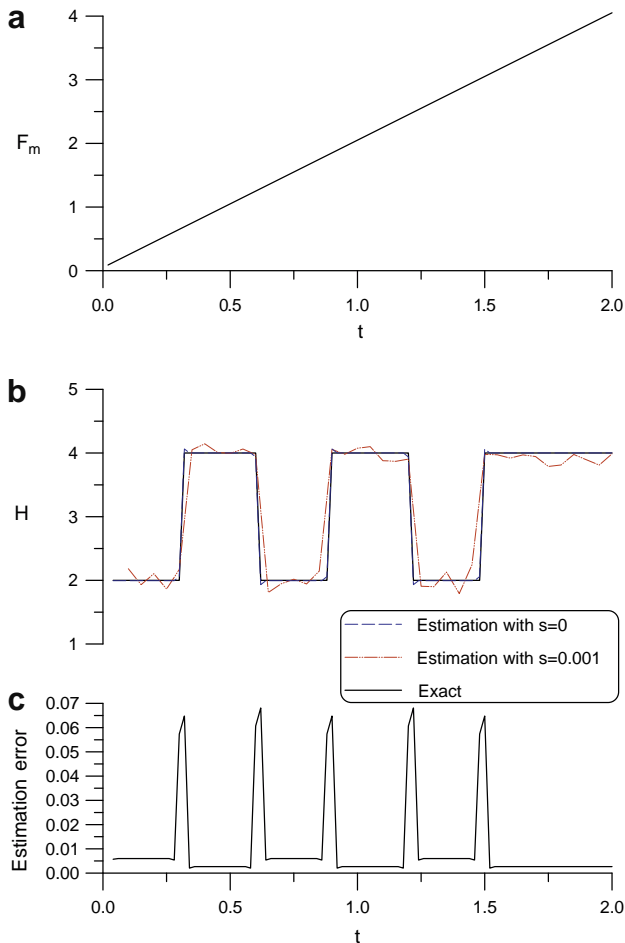 a
4
3
F_m
2
1
0
0.0 0.5 1.0 1.5 2.0
t
b
5
4
H
3
2
1
Estimation with s=0
Estimation with s=0.001
Exact
c
0.07
0.06
0.05
0.04
0.03
0.02
0.01
0.00
Estimation error
0.0 0.5 1.0 1.5 2.0
t